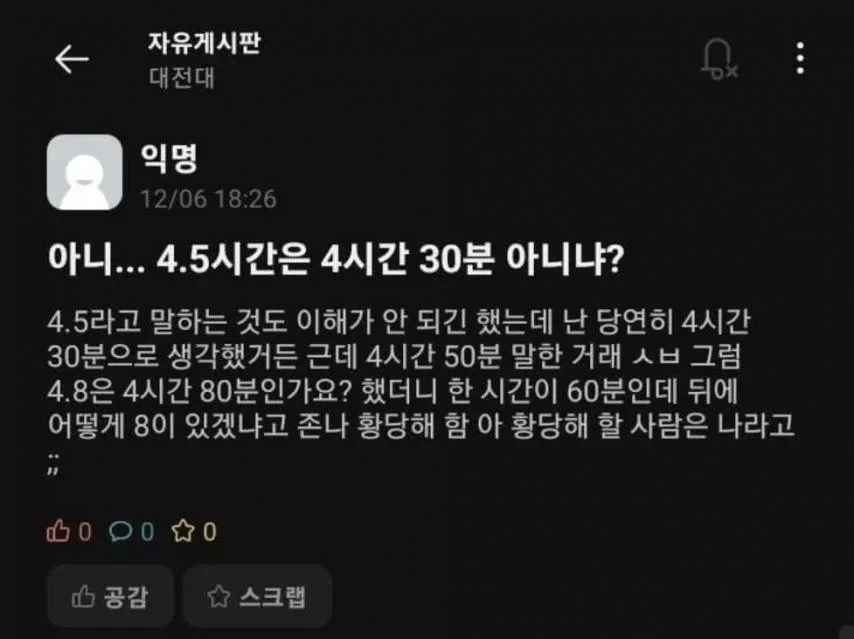 자유게시판
대전대
익명
12/06 18:26
아니... 4.5시간은 4시간 30분 아니냐?
4.5라고 말하는 것도 이해가 안 되긴 했는데 난 당연히 4시간
30분으로 생각했거든 근데 4시간 50분 말한 거래 ㅅㅂ 그럼
4.8은 4시간 80분인가요? 했더니 한 시간이 60분인데 뒤에
어떻게 8이 있겠냐고 존나 황당해 함 아 황당해 할 사람은 나라고
;;
0 0 0
공감 스크랩